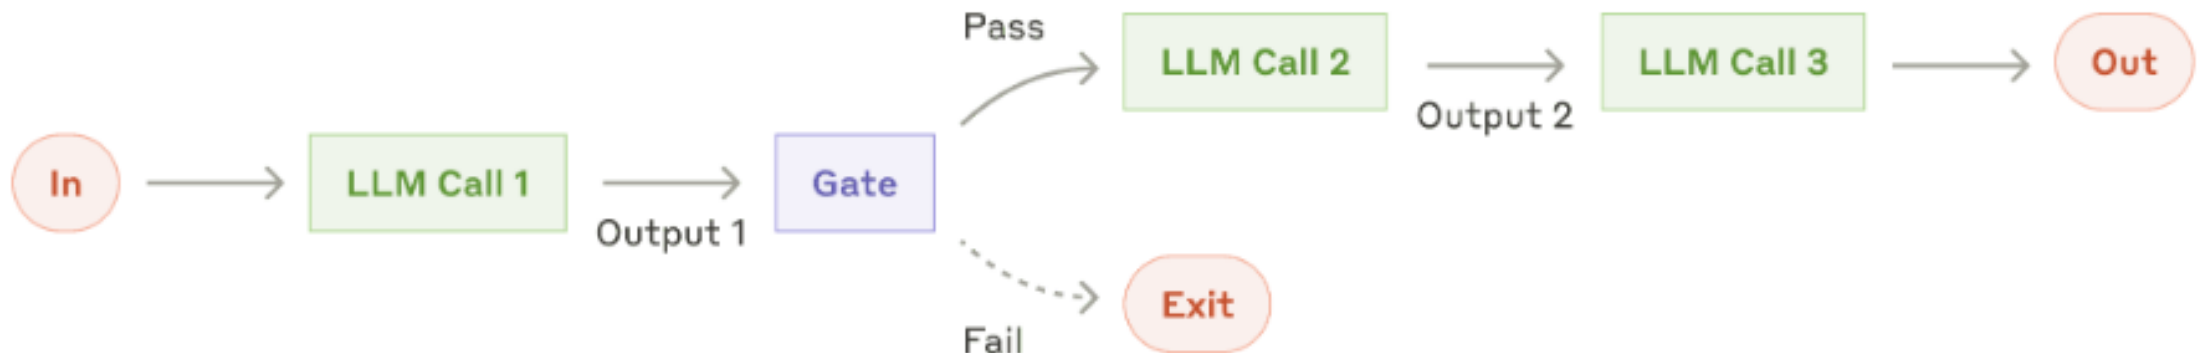 In
LLM Call 1
Output 1
Gate
Pass
LLM Call 2
Output 2
LLM Call 3
Out
Fail
Exit